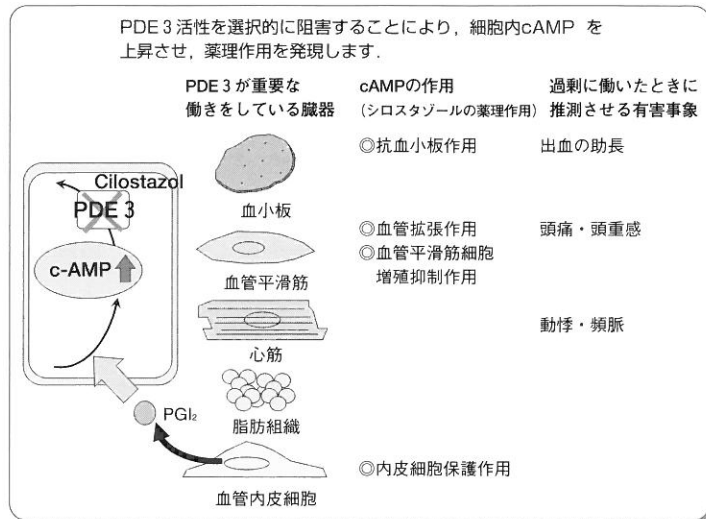 PDE 3 活性を選択的に阻害することにより，細胞内cAMP を
上昇させ，薬理作用を発現します．
PDE 3 が重要な
働きをしている臓器
cAMPの作用
（シロスタゾールの薬理作用）
過剰に働いたときに
推測させる有害事象
Cilostazol
PDE 3
c-AMP
PGI₂
血小板
◎抗血小板作用
出血の助長
血管平滑筋
◎血管拡張作用
◎血管平滑筋細胞
増殖抑制作用
頭痛・頭重感
心筋
動悸・頻脈
脂肪組織
血管内皮細胞
◎内皮細胞保護作用